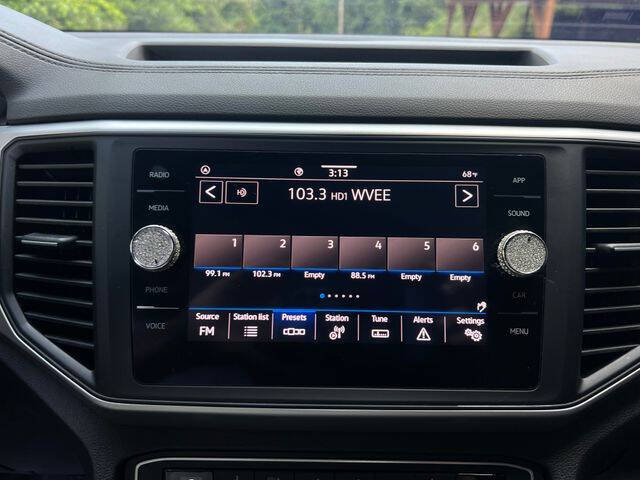 RADIO
MEDIA
PHONE
VOICE
3:13
68°F
103.3 HD1 WVEE
1 2 3 4 5 6
99.1 FM 102.3 FM Empty 88.5 FM Empty Empty
Source Station list Presets Station Tune Alerts Settings
FM
APP
SOUND
CAR
MENU